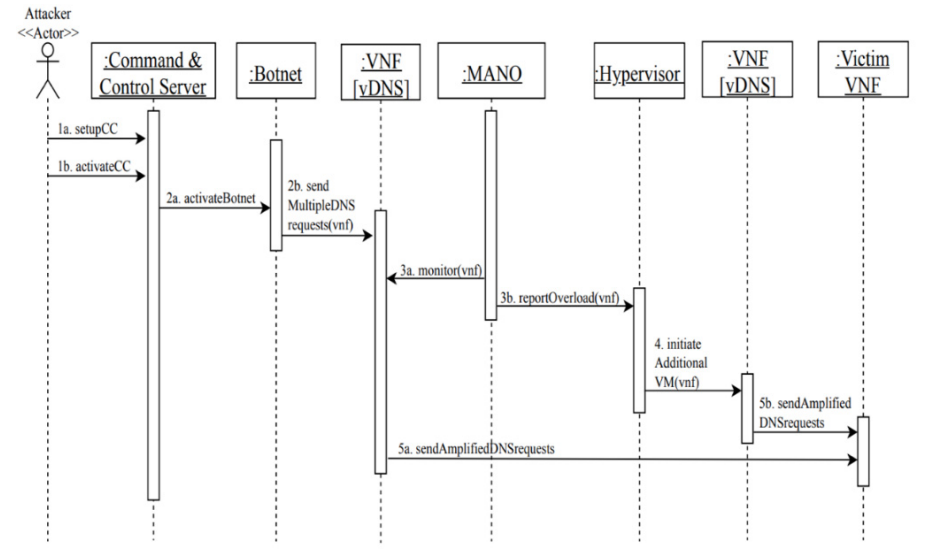 Attacker
<<Actor>>
:Command &
Control Server
:Botnet
:VNF
[vDNS]
:MANO
:Hypervisor
:VNF
[vDNS]
:Victim
VNF
1a. setupCC
1b. activateCC
2a. activateBotnet
2b. send
MultipleDNS
requests(vnf)
3a. monitor(vnf)
3b. reportOverload(vnf)
4. initiate
Additional
VM(vnf)
5b. sendAmplified
DNSrequests
5a. sendAmplifiedDNSrequests